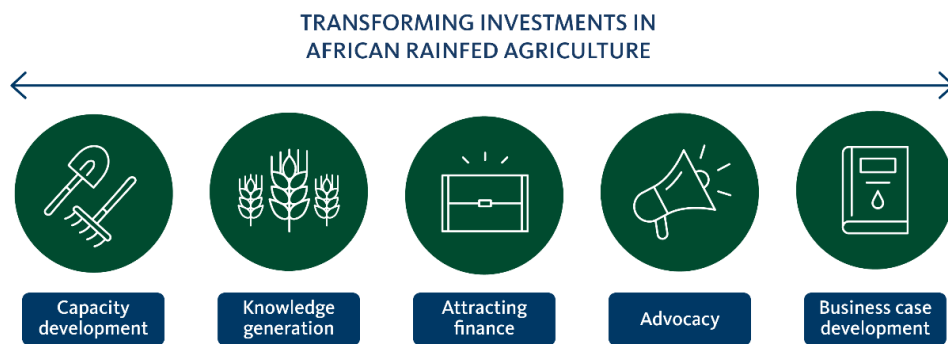 TRANSFORMING INVESTMENTS IN
AFRICAN RAINFED AGRICULTURE
Capacity
development
Knowledge
generation
Attracting
finance
Advocacy
Business case
development